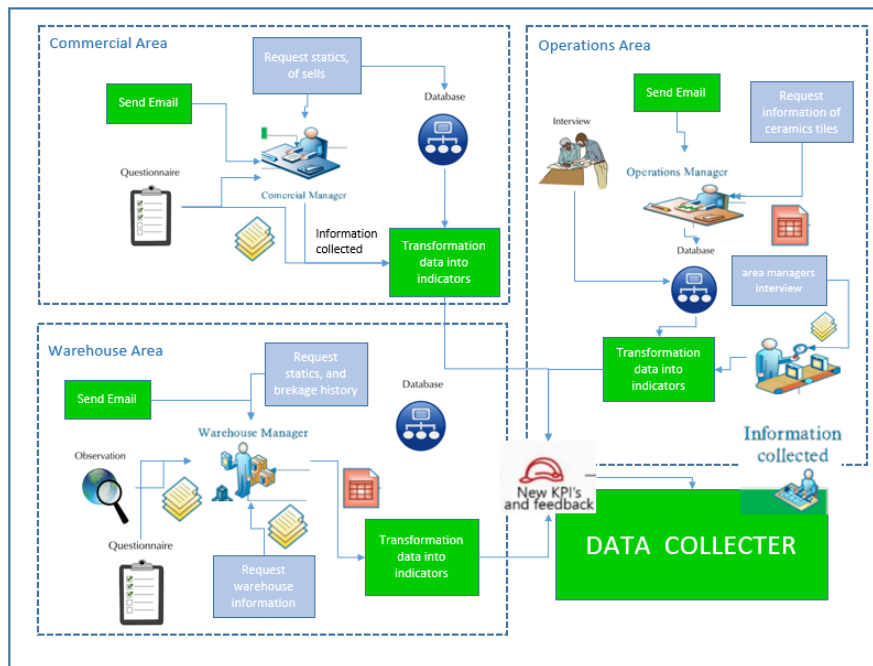 Commercial Area
Request statics,
of sells
Send Email
Database
Questionnaire
Comercial Manager
Information
collected
Transformation
data into
indicators
Operations Area
Send Email
Request
information of
ceramics tiles
Interview
Operations Manager
Database
area managers
interview
Transformation
data into
indicators
Information
collected
Warehouse Area
Request
statics, and
brekage history
Send Email
Database
Warehouse Manager
Observation
Questionnaire
Request
warehouse
information
Transformation
data into
indicators
New KPI's
and feedback
DATA COLLECTER